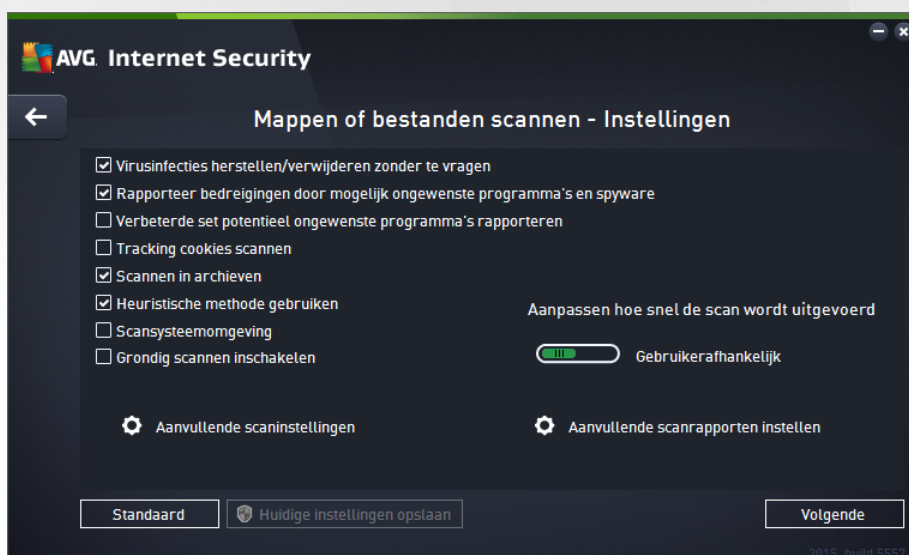 AVG. Internet Security
Mappen of bestanden scannen - Instellingen
Virusinfecties herstellen/verwijderen zonder te vragen
Rapporteer bedreigingen door mogelijk ongewenste programma's en spyware
Verbeterde set potentieel ongewenste programma's rapporteren
Tracking cookies scannen
Scannen in archieven
Heuristische methode gebruiken
Scansysteemomgeving
Grondig scannen inschakelen
Aanpassen hoe snel de scan wordt uitgevoerd
Gebruikerafhankelijk
Aanvullende scaninstellingen
Aanvullende scanrapporten instellen
Standaard
Huidige instellingen opslaan
Volgende
2015, build 5557